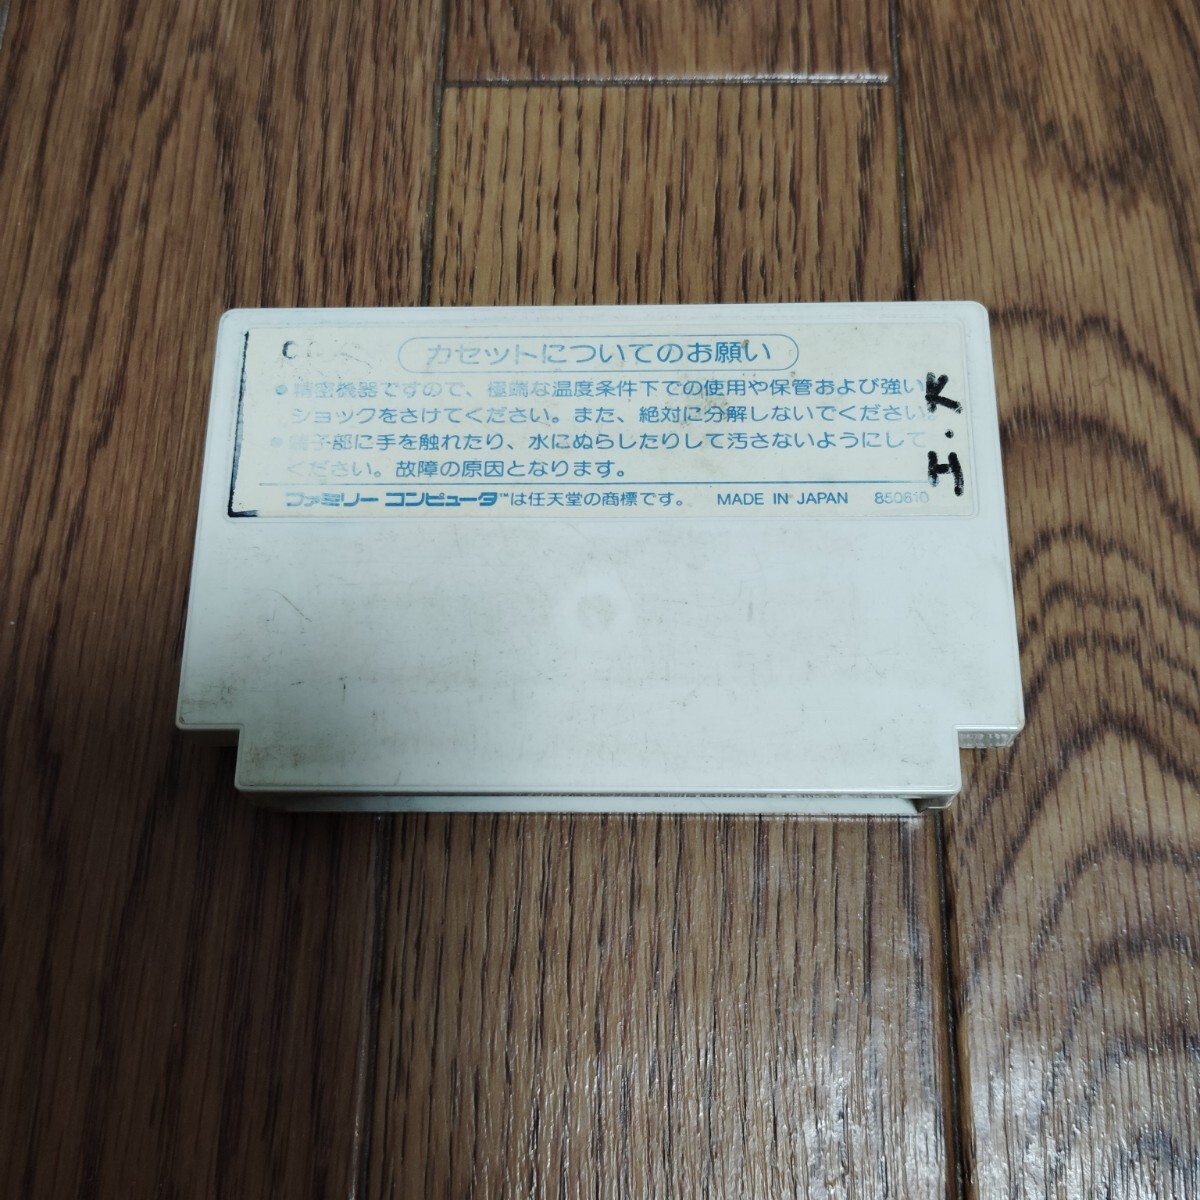 カセットについてのお願い
●精密機器ですので、極端な温度条件下での使用や保管および強い
ショックをさけてください。また、絶対に分解しないでください。
●端子部に手を触れたり、水にぬらしたりして汚さないようにして
ください。故障の原因となります。
ファミリーコンピュータ™は任天堂の商標です。 MADE IN JAPAN 850610
H.K